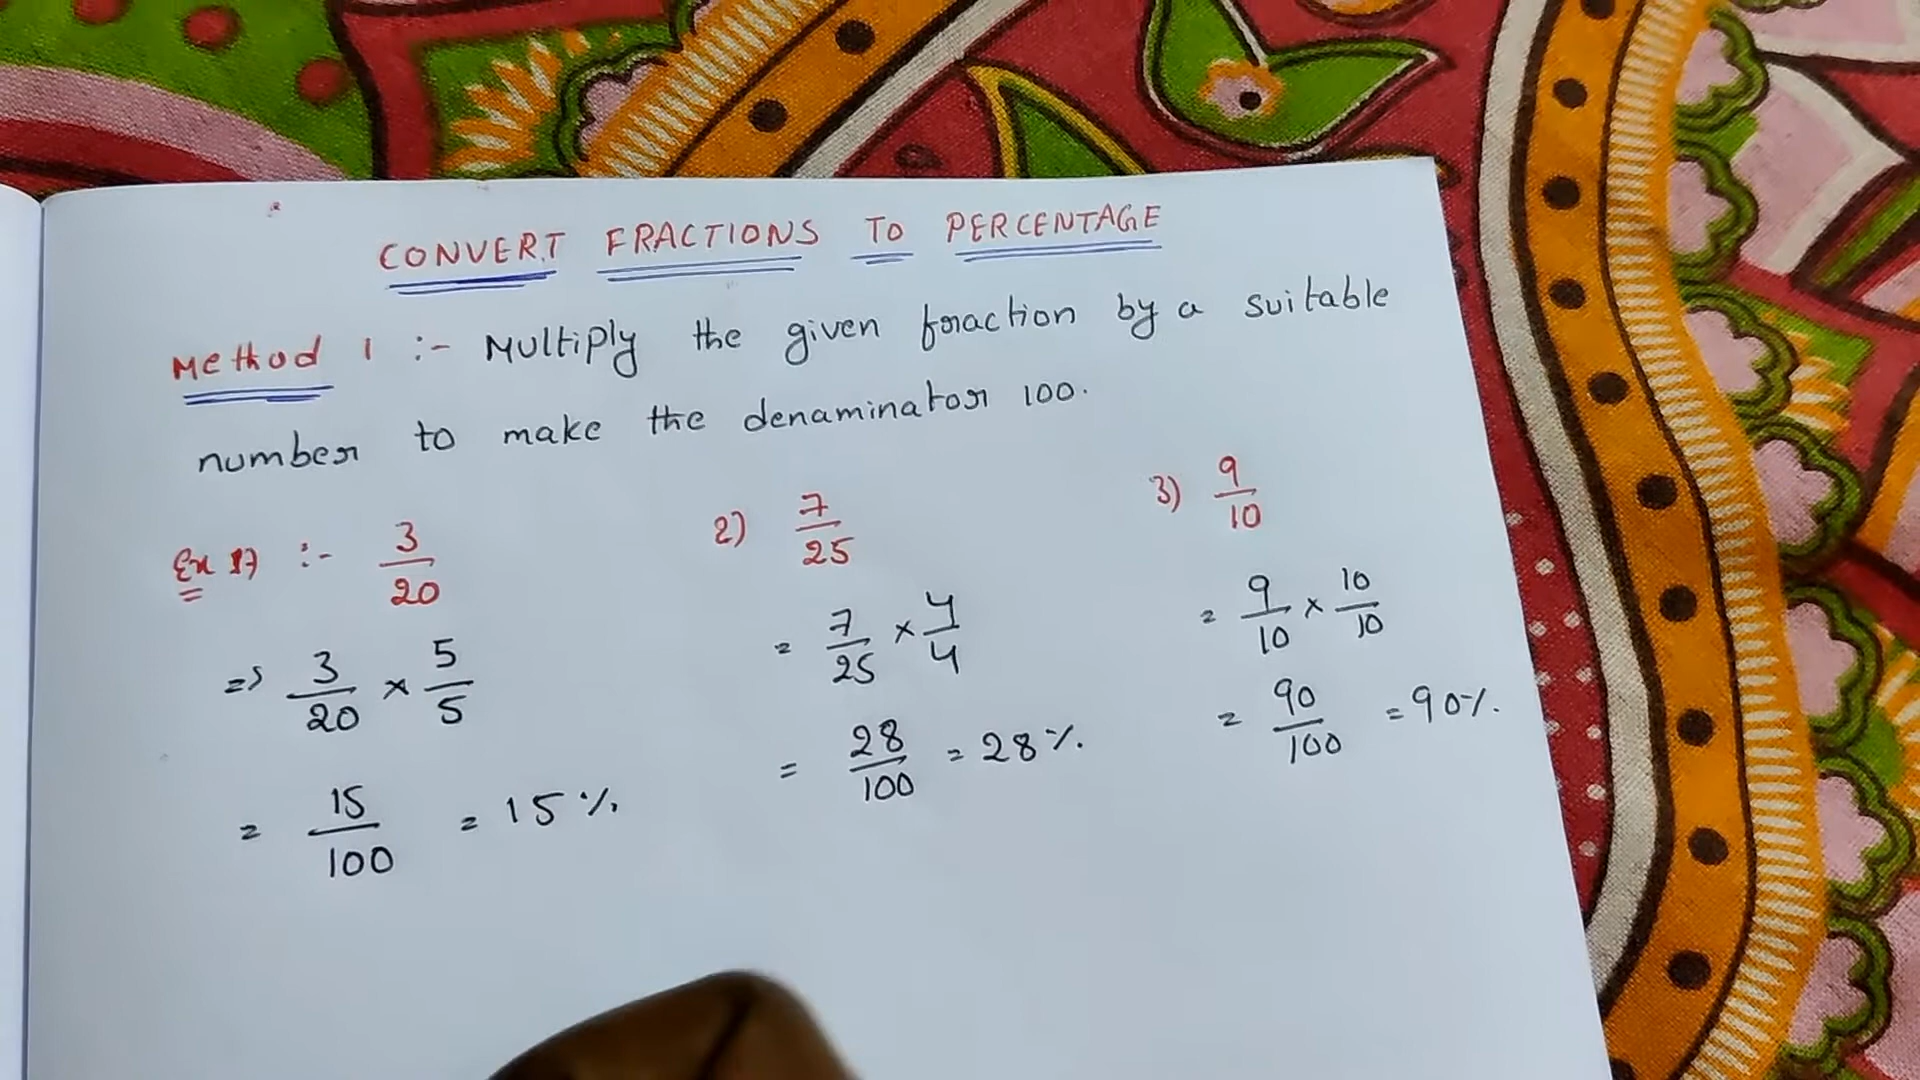 CONVERT FRACTIONS TO PERCENTAGE
Method 1 :- Multiply the given fraction by a suitable
number to make the denaminator 100.
Ex 1) :- 3/20
=> 3/20 × 5/5
= 15/100 = 15%
2) 7/25
= 7/25 × 4/4
= 28/100 = 28%
3) 9/10
= 9/10 × 10/10
= 90/100 = 90%